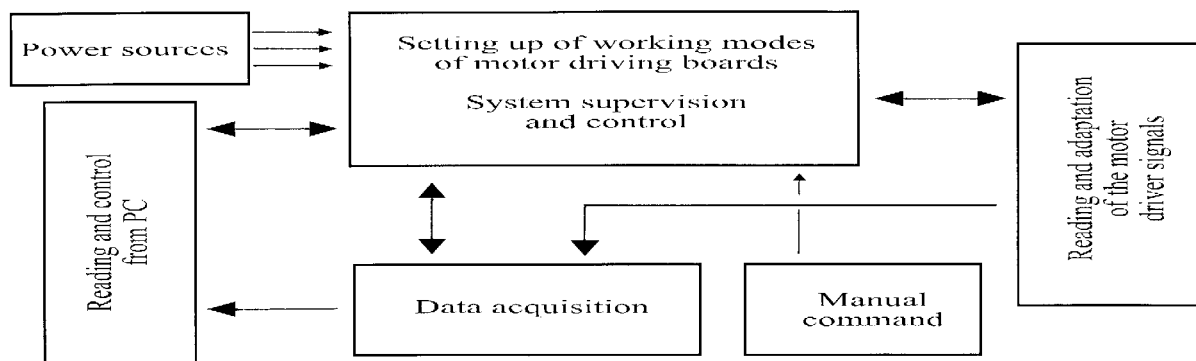 Power sources
Setting up of working modes
of motor driving boards
System supervision
and control
Reading and control
from PC
Reading and adaptation
of the motor
driver signals
Data acquisition
Manual
command